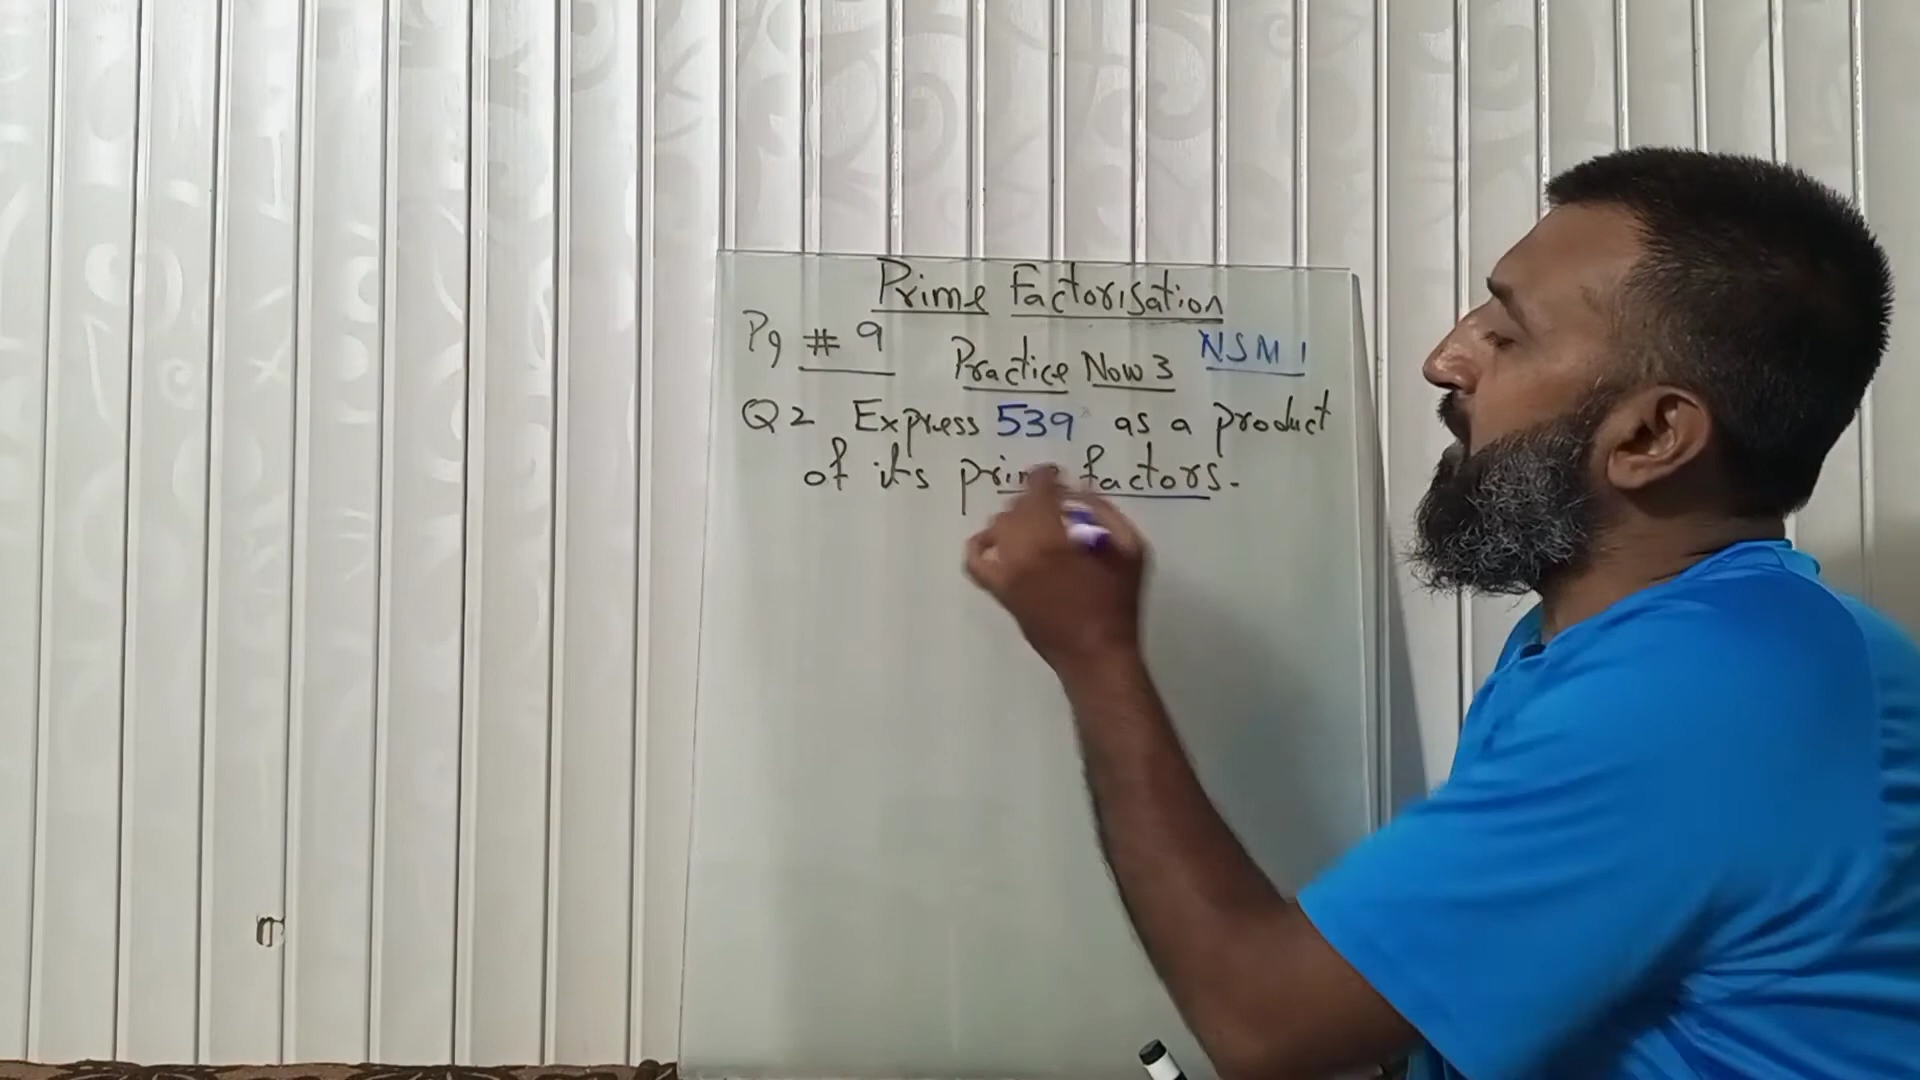 Prime Factorisation
Pg # 9
Practice Now 3
NSM 1
Q2 Express 539 as a product
of its prime factors.